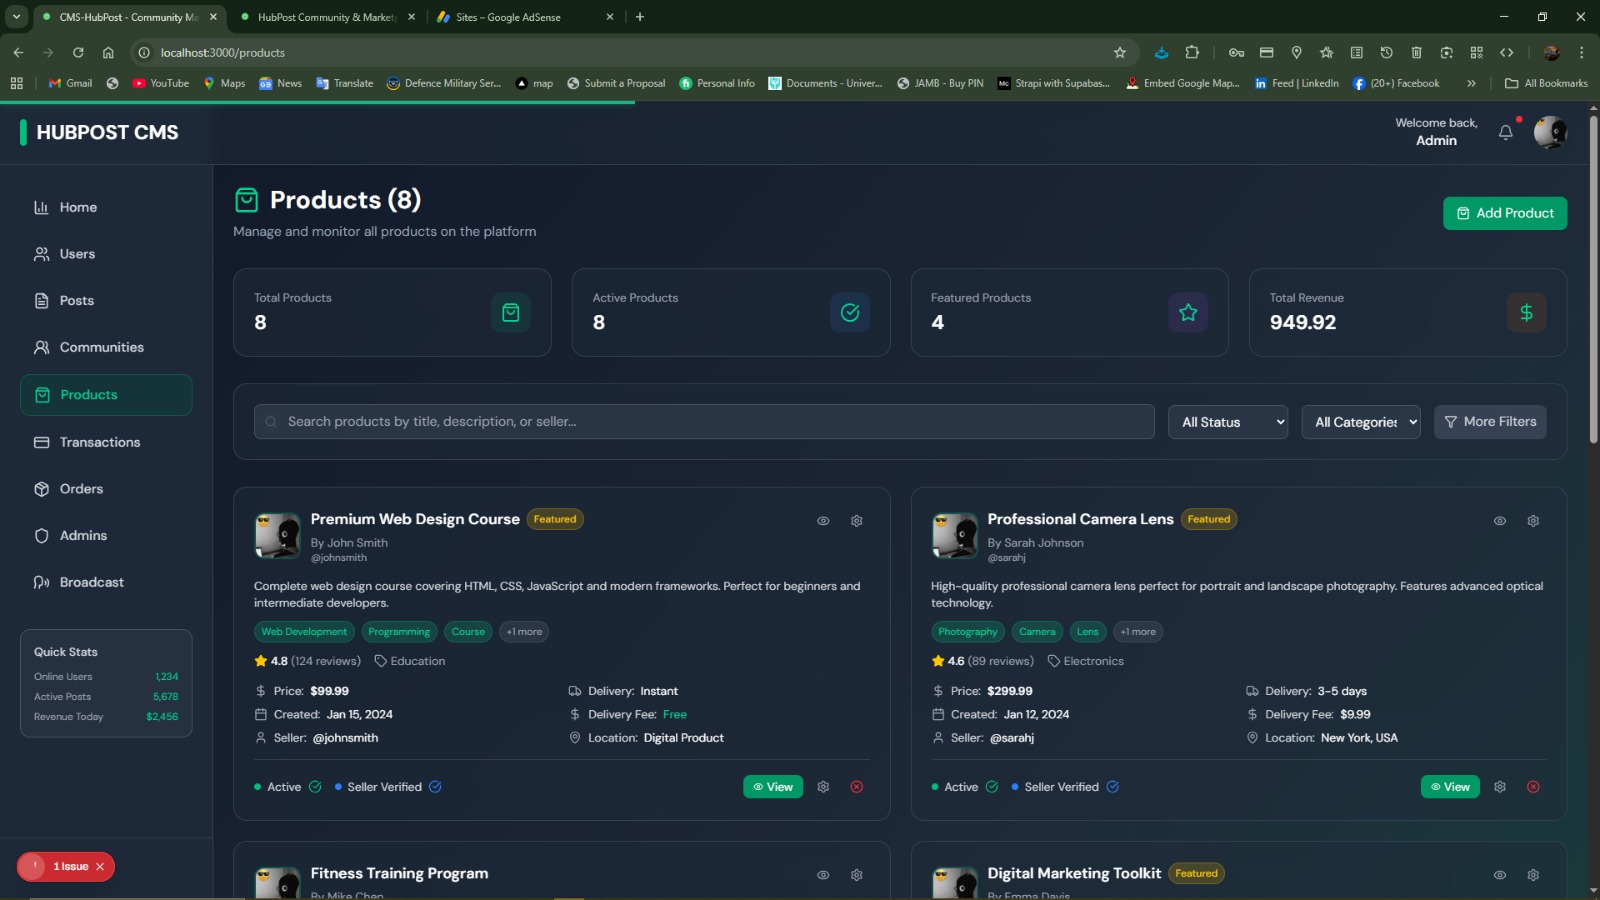 CMS-HubPost - Community Ma
HubPost Community & Market
Sites – Google AdSense
localhost:3000/products
Gmail
YouTube
Maps
News
Translate
Defence Military Ser...
map
Submit a Proposal
Personal Info
Documents - Univer...
JAMB - Buy PIN
Strapi with Supabas...
Embed Google Map...
Feed | LinkedIn
(20+) Facebook
All Bookmarks
HUBPOST CMS
Welcome back,
Admin
Home
Users
Posts
Communities
Products
Transactions
Orders
Admins
Broadcast
Quick Stats
Online Users 1,234
Active Posts 5,678
Revenue Today $2,456
1 Issue
Products (8)
Manage and monitor all products on the platform
Add Product
Total Products
8
Active Products
8
Featured Products
4
Total Revenue
949.92
Search products by title, description, or seller...
All Status
All Categories
More Filters
Premium Web Design Course Featured
By John Smith
@johnsmith
Complete web design course covering HTML, CSS, JavaScript and modern frameworks. Perfect for beginners and
intermediate developers.
Web Development Programming Course +1 more
4.8 (124 reviews) Education
Price: $99.99 Delivery: Instant
Created: Jan 15, 2024 Delivery Fee: Free
Seller: @johnsmith Location: Digital Product
Active Seller Verified View
Professional Camera Lens Featured
By Sarah Johnson
@sarahj
High-quality professional camera lens perfect for portrait and landscape photography. Features advanced optical
technology.
Photography Camera Lens +1 more
4.6 (89 reviews) Electronics
Price: $299.99 Delivery: 3-5 days
Created: Jan 12, 2024 Delivery Fee: $9.99
Seller: @sarahj Location: New York, USA
Active Seller Verified View
Fitness Training Program
By Mike Chen
Digital Marketing Toolkit Featured
By Emma Davis